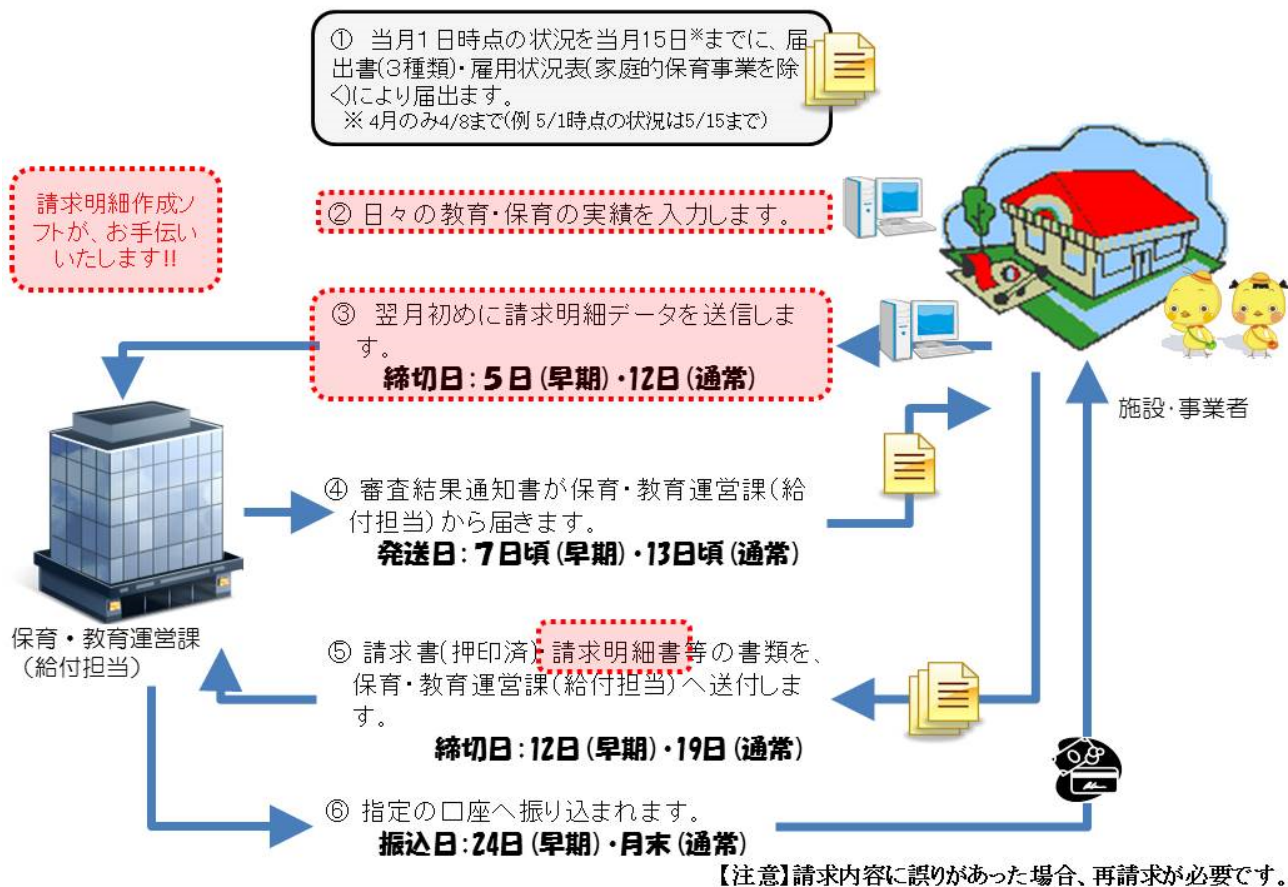 ① 当月1日時点の状況を当月15日※までに、届
出書(3種類)・雇用状況表(家庭的保育事業を除
く)により届出ます。
※ 4月のみ4/8まで(例 5/1時点の状況は5/15まで)
請求明細作成ソ
フトが、お手伝い
いたします!!
② 日々の教育・保育の実績を入力します。
③ 翌月初めに請求明細データを送信しま
す。
締切日:5日(早期)・12日(通常)
施設・事業者
④ 審査結果通知書が保育・教育運営課(給
付担当)から届きます。
発送日:7日頃(早期)・13日頃(通常)
保育・教育運営課
(給付担当)
⑤ 請求書(押印済)・請求明細書等の書類を、
保育・教育運営課(給付担当)へ送付しま
す。
締切日:12日(早期)・19日(通常)
⑥ 指定の口座へ振り込まれます。
振込日:24日(早期)・月末(通常)
【注意】請求内容に誤りがあった場合、再請求が必要です。